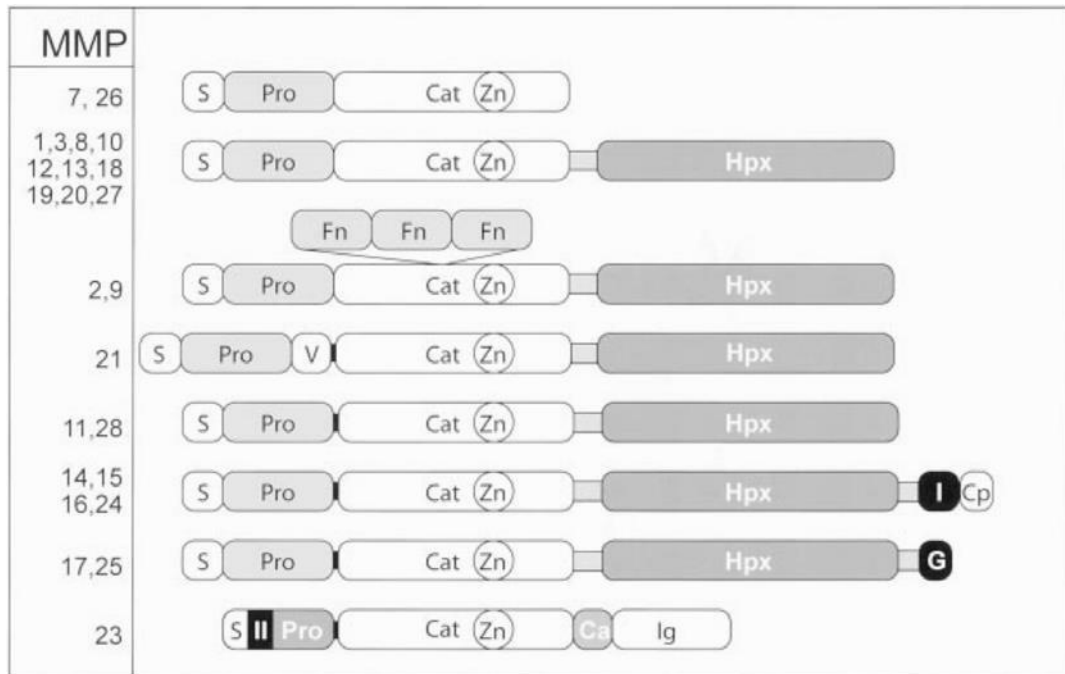 MMP
7, 26
S Pro Cat Zn
1,3,8,10
12,13,18
19,20,27
S Pro Cat Zn Hpx
Fn Fn Fn
2,9
S Pro Cat Zn Hpx
21
S Pro V Cat Zn Hpx
11,28
S Pro Cat Zn Hpx
14,15
16,24
S Pro Cat Zn Hpx I Cp
17,25
S Pro Cat Zn Hpx G
23
S II Pro Cat Zn Ca Ig